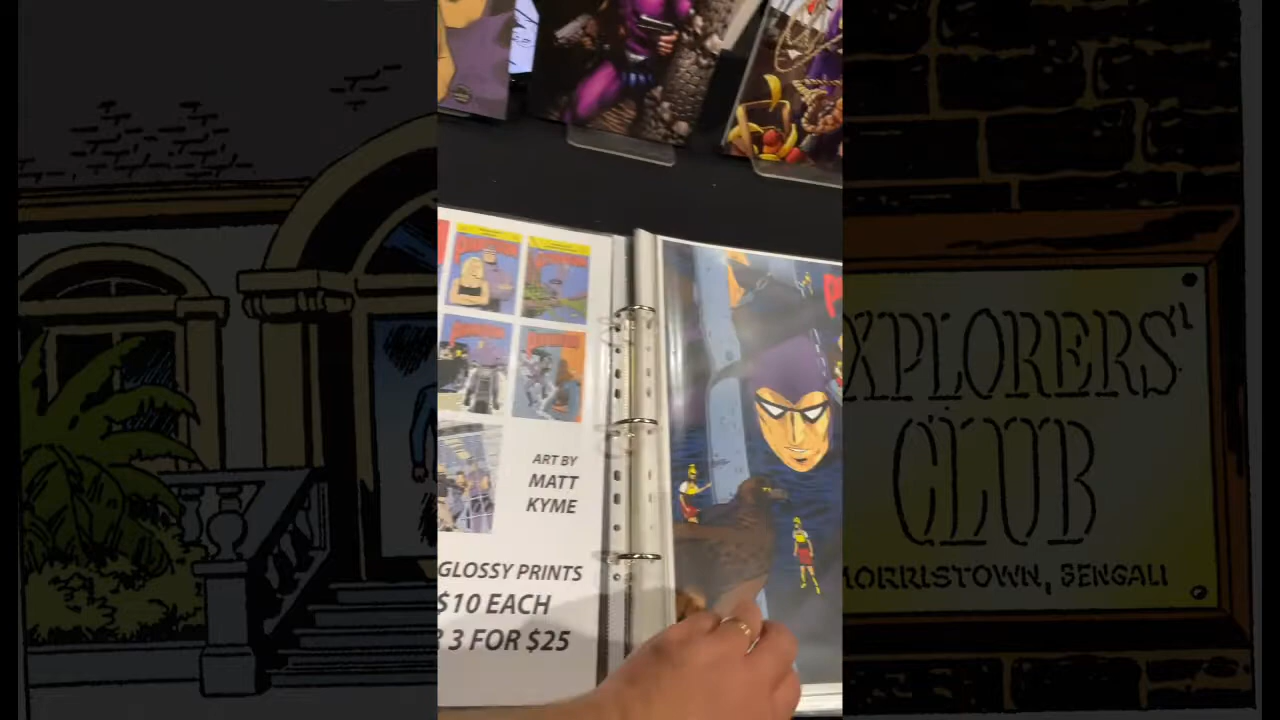 ART BY
MATT
KYME
GLOSSY PRINTS
$10 EACH
3 FOR $25
XPLORERS'
CLUB
MORRISTOWN, BENGALI